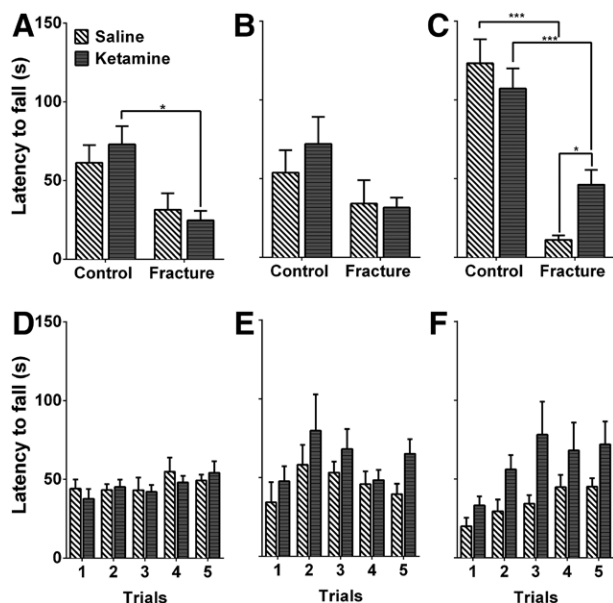 A
B
C
Saline
Ketamine
Latency to fall (s)
150
100
50
0
*
***
***
*
Control Fracture
Control Fracture
Control Fracture
D
E
F
Latency to fall (s)
150
100
50
0
1 2 3 4 5
1 2 3 4 5
1 2 3 4 5
Trials
Trials
Trials